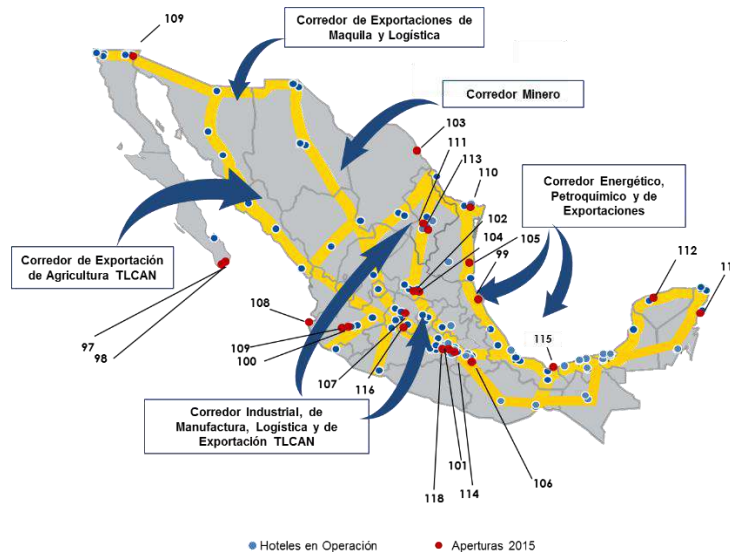 109
Corredor de Exportaciones de
Maquila y Logística
Corredor Minero
103
111
113
110
Corredor Energético,
Petroquímico y de
Exportaciones
102
104
105
99
112
Corredor de Exportación
de Agricultura TLCAN
97
98
108
109
100
107
116
115
Corredor Industrial, de
Manufactura, Logística y de
Exportación TLCAN
101
118
114
106
Hoteles en Operación
Aperturas 2015